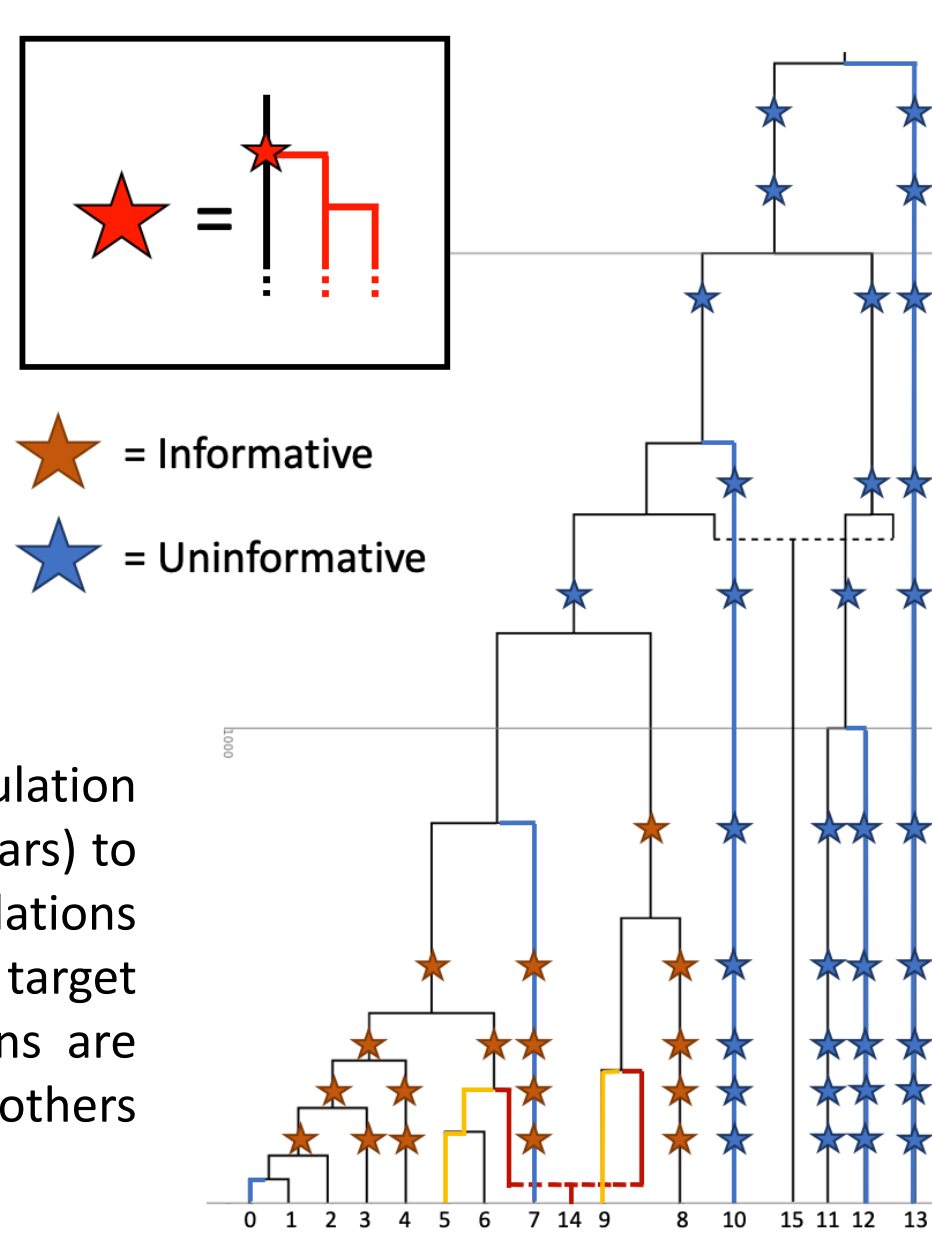 =
= Informative
= Uninformative
1000
ulation
ars) to
lations
target
ns are
others
0 1 2 3 4 5 6 7 14 9 8 10 15 11 12 13